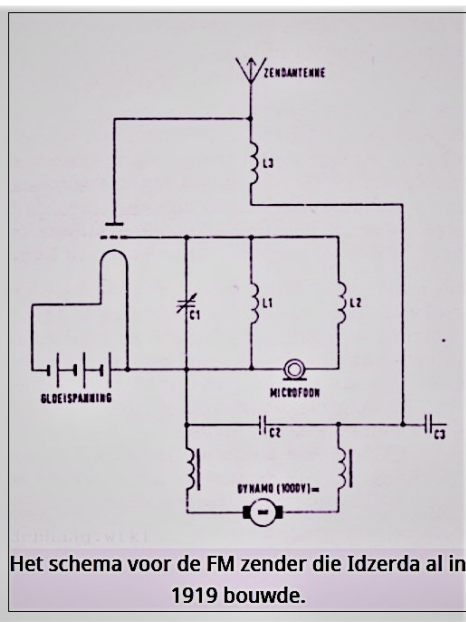 ZENDANTENNE
L3
C1
L1
L2
GLOEISPANNING
MICROFOON
C2
C3
DYNAMO (1000V)=
Het schema voor de FM zender die Idzerda al in
1919 bouwde.